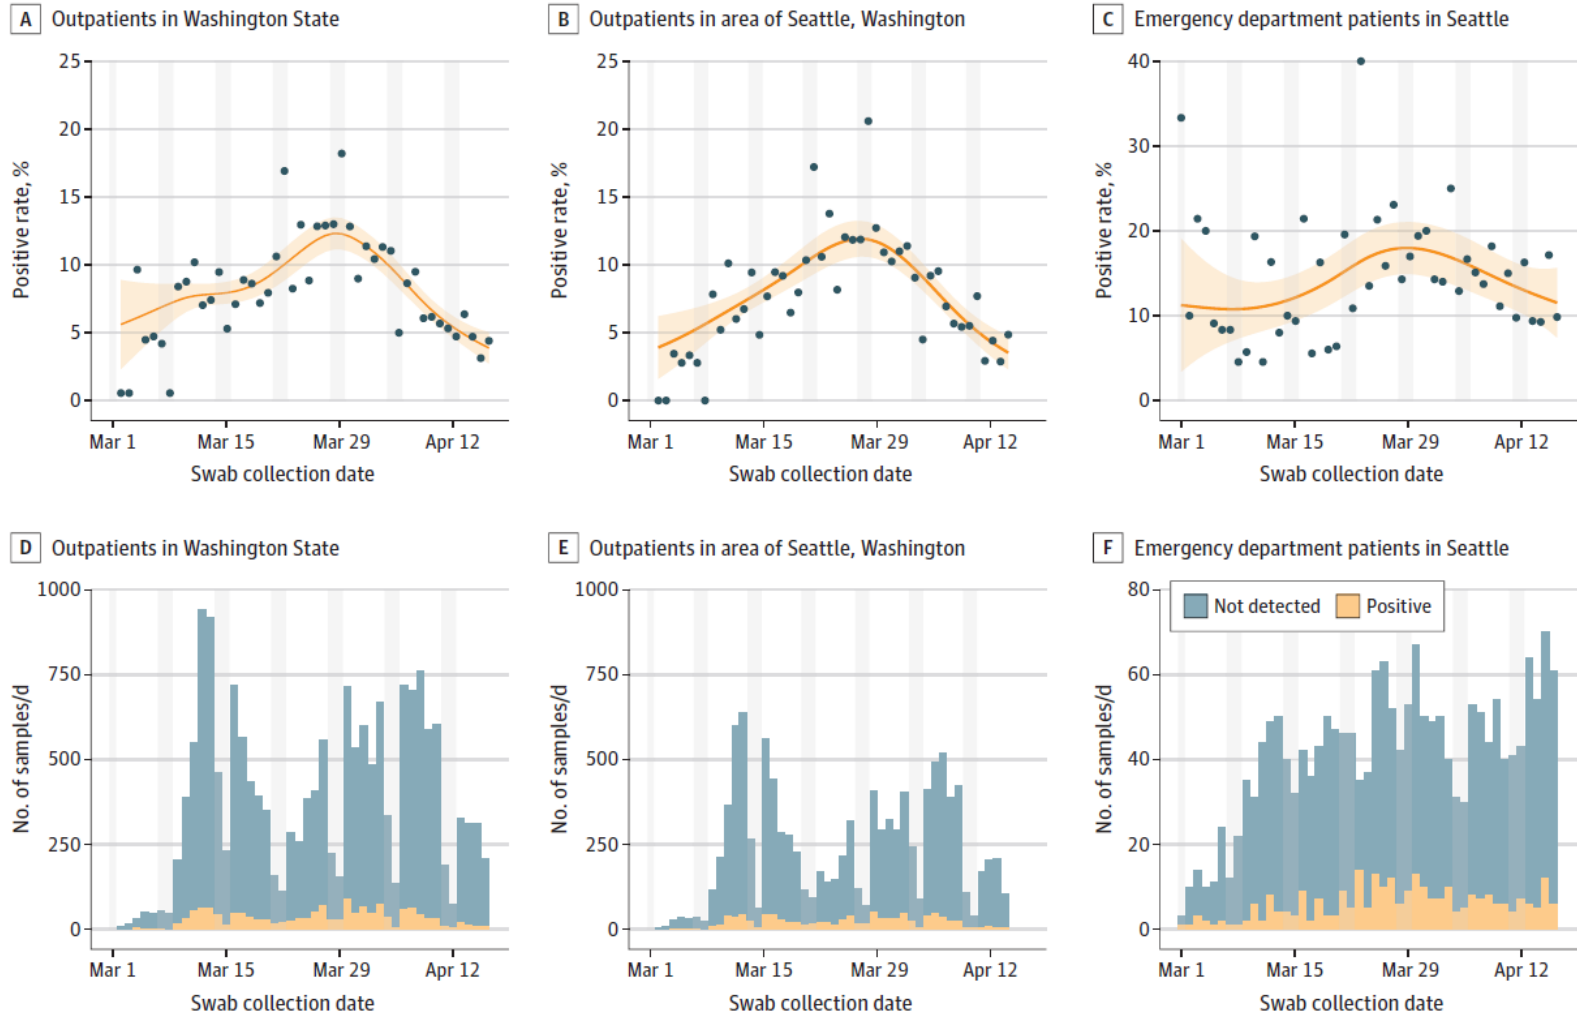 A Outpatients in Washington State
25
20
15
10
5
0
Positive rate, %
Mar 1 Mar 15 Mar 29 Apr 12
Swab collection date
B Outpatients in area of Seattle, Washington
25
20
15
10
5
0
Positive rate, %
Mar 1 Mar 15 Mar 29 Apr 12
Swab collection date
C Emergency department patients in Seattle
40
30
20
10
0
Positive rate, %
Mar 1 Mar 15 Mar 29 Apr 12
Swab collection date
D Outpatients in Washington State
1000
750
500
250
0
No. of samples/d
Mar 1 Mar 15 Mar 29 Apr 12
Swab collection date
E Outpatients in area of Seattle, Washington
1000
750
500
250
0
No. of samples/d
Mar 1 Mar 15 Mar 29 Apr 12
Swab collection date
F Emergency department patients in Seattle
Not detected Positive
80
60
40
20
0
No. of samples/d
Mar 1 Mar 15 Mar 29 Apr 12
Swab collection date